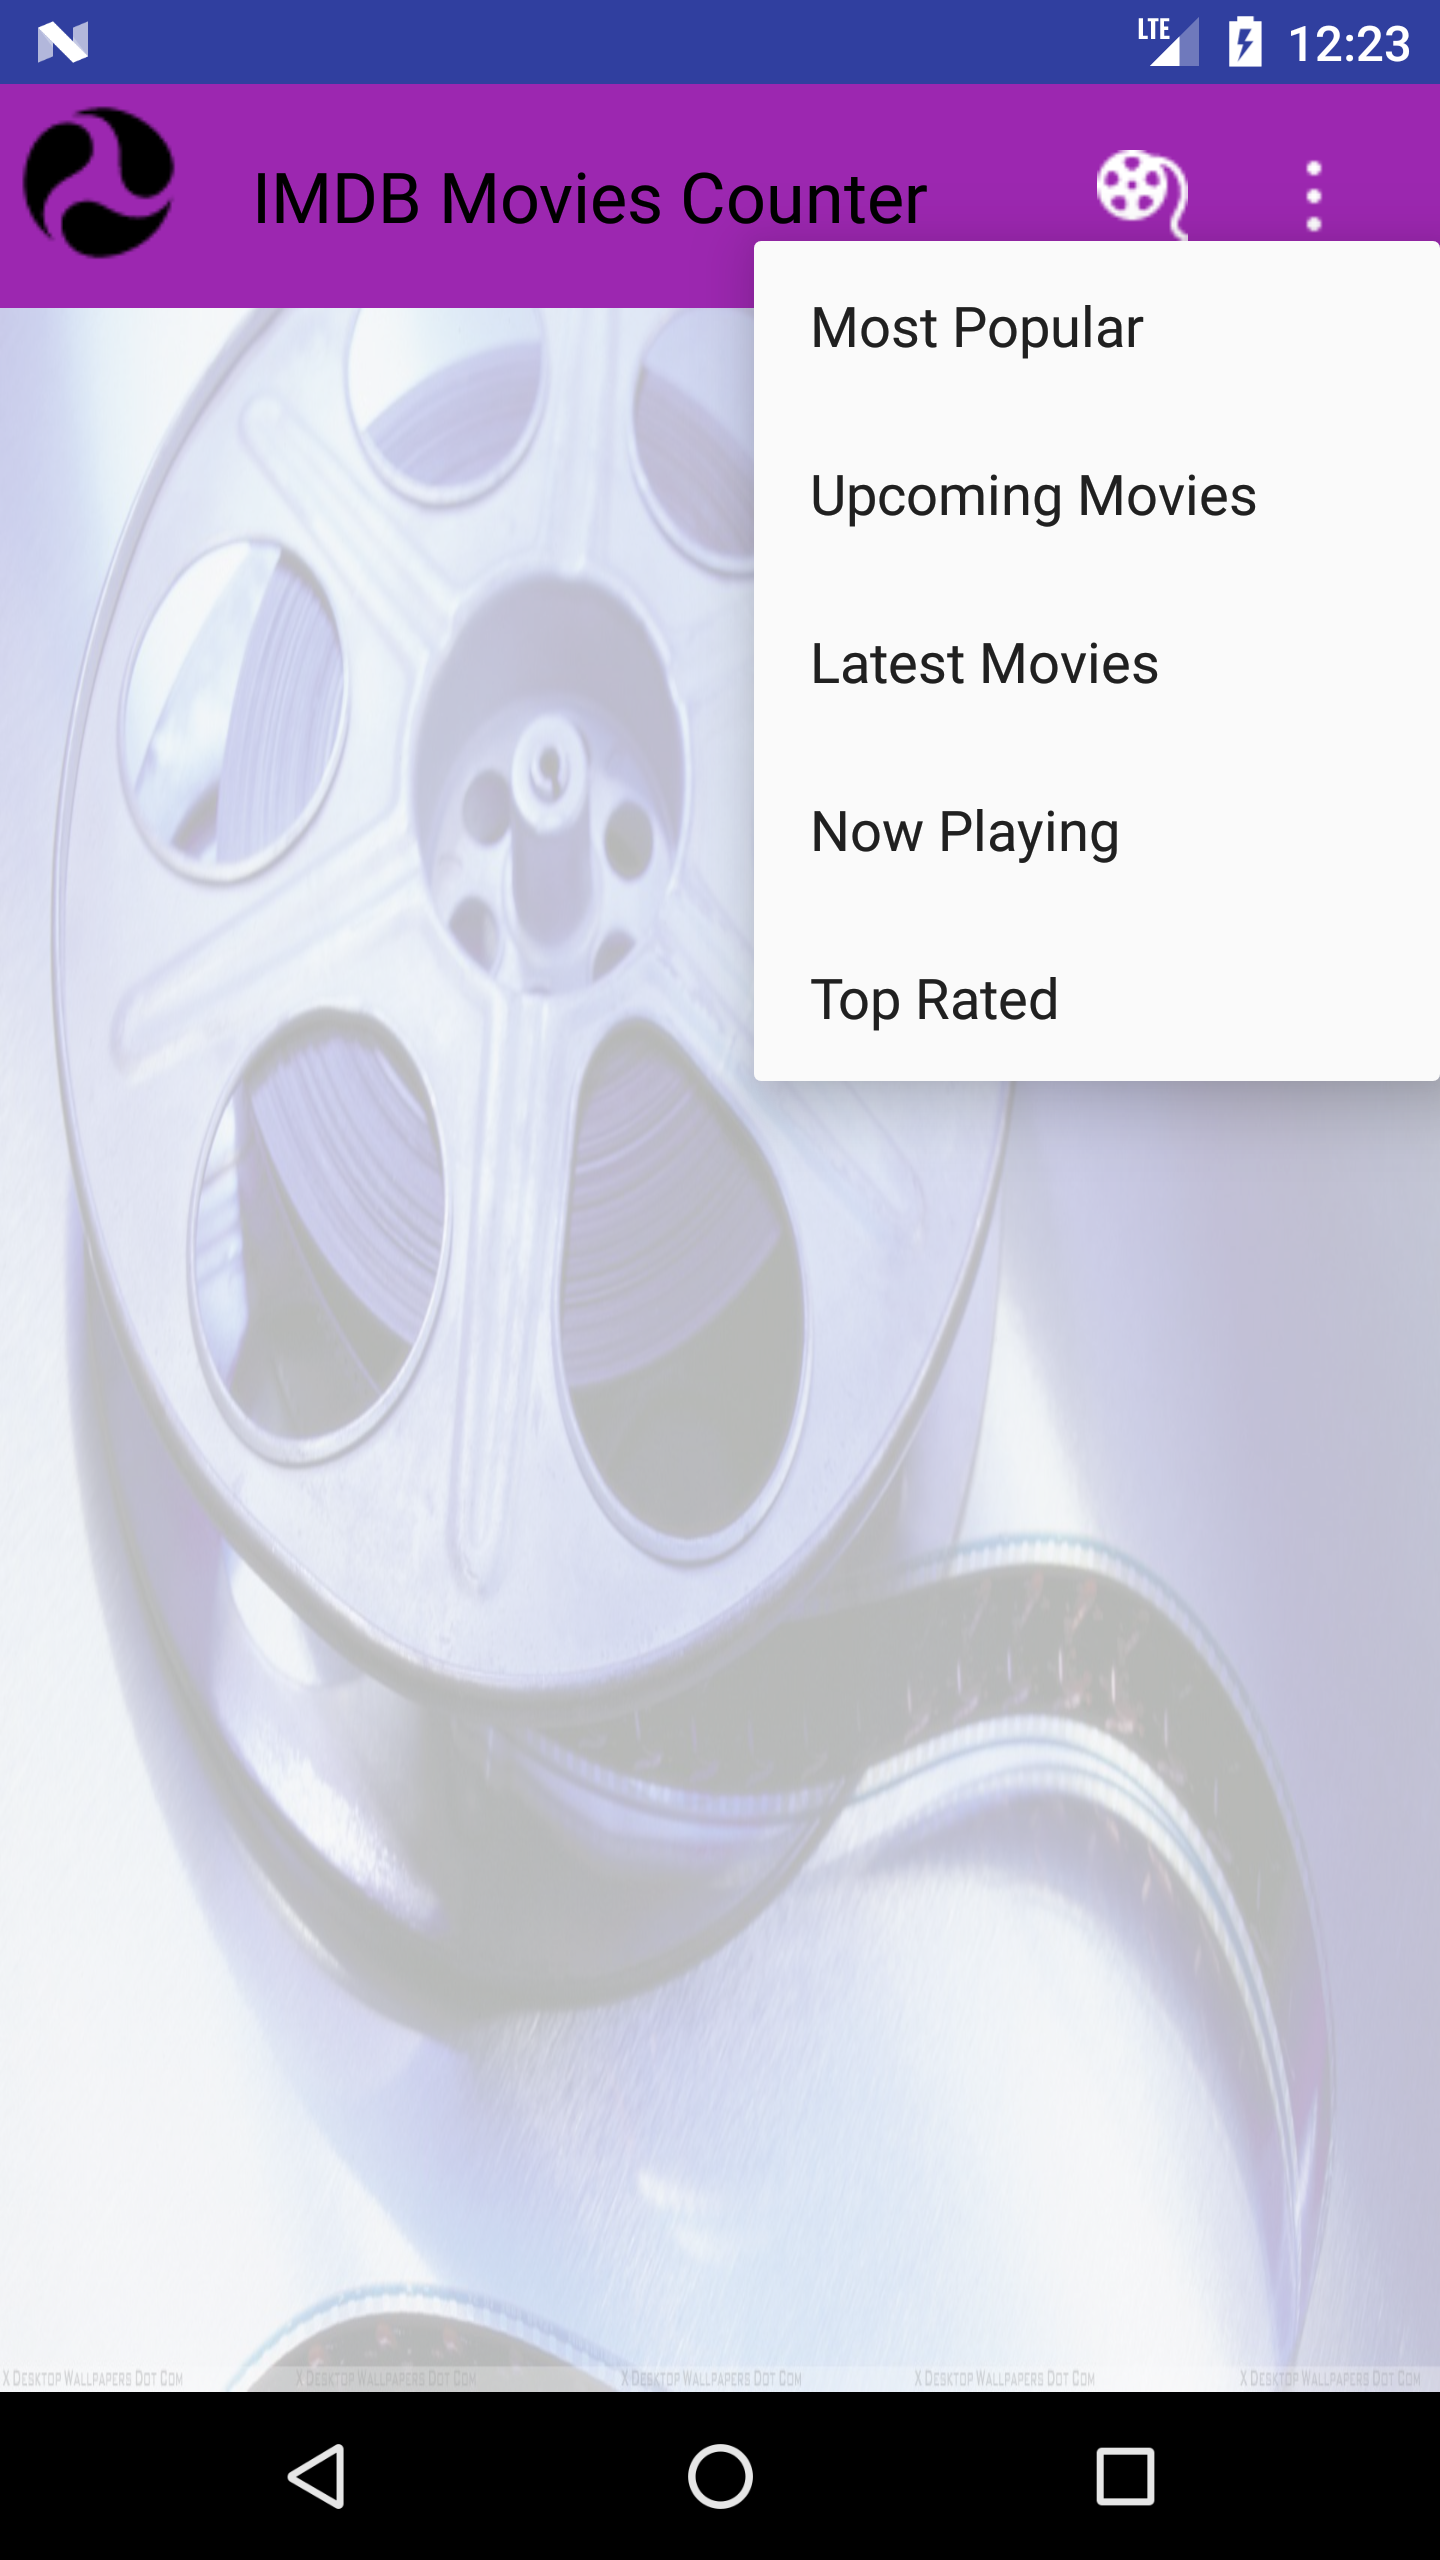 LTE 12:23
IMDB Movies Counter
Most Popular
Upcoming Movies
Latest Movies
Now Playing
Top Rated
X Desktop Wallpapers Dot Com X Desktop Wallpapers Dot Com X Desktop Wallpapers Dot Com X Desktop Wallpapers Dot Com X Desktop Wallpapers Dot Com